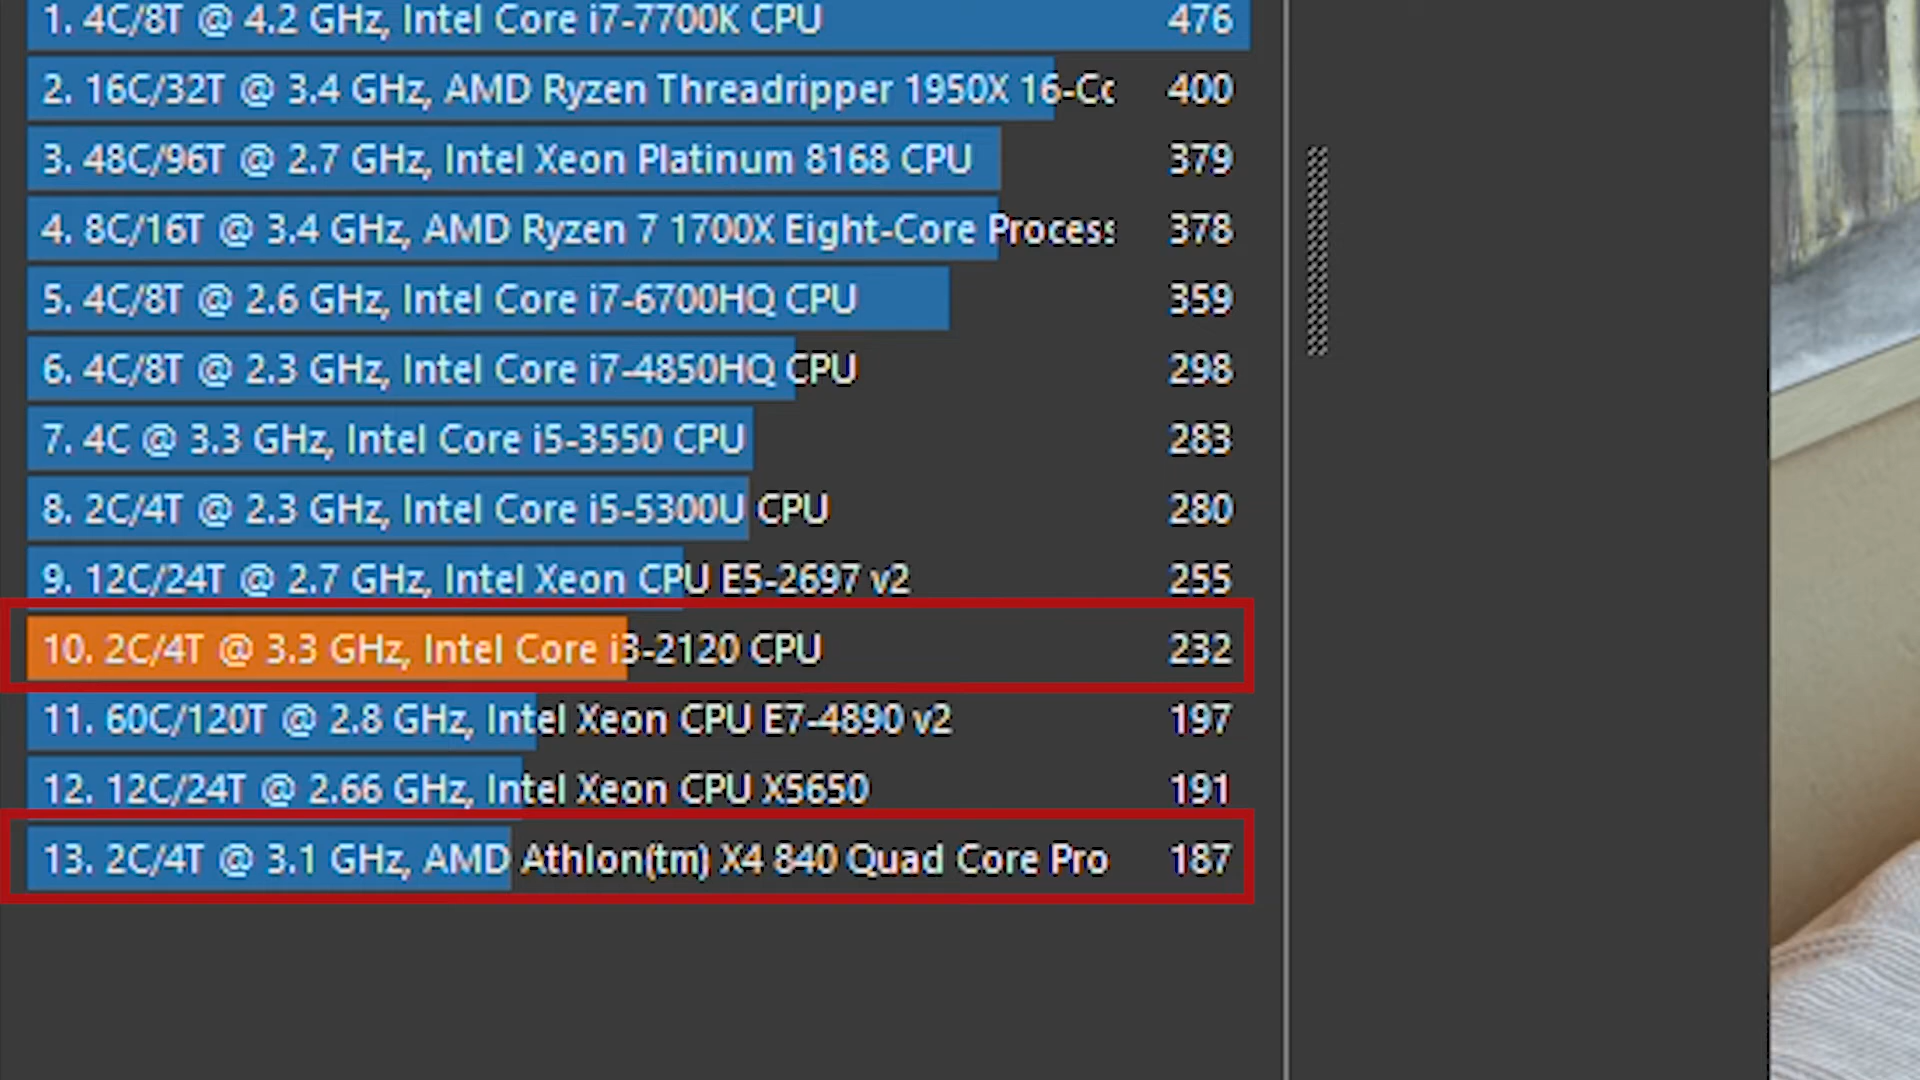 1. 4C/8T @ 4.2 GHz, Intel Core i7-7700K CPU 476
2. 16C/32T @ 3.4 GHz, AMD Ryzen Threadripper 1950X 16-Co 400
3. 48C/96T @ 2.7 GHz, Intel Xeon Platinum 8168 CPU 379
4. 8C/16T @ 3.4 GHz, AMD Ryzen 7 1700X Eight-Core Process 378
5. 4C/8T @ 2.6 GHz, Intel Core i7-6700HQ CPU 359
6. 4C/8T @ 2.3 GHz, Intel Core i7-4850HQ CPU 298
7. 4C @ 3.3 GHz, Intel Core i5-3550 CPU 283
8. 2C/4T @ 2.3 GHz, Intel Core i5-5300U CPU 280
9. 12C/24T @ 2.7 GHz, Intel Xeon CPU E5-2697 v2 255
10. 2C/4T @ 3.3 GHz, Intel Core i3-2120 CPU 232
11. 60C/120T @ 2.8 GHz, Intel Xeon CPU E7-4890 v2 197
12. 12C/24T @ 2.66 GHz, Intel Xeon CPU X5650 191
13. 2C/4T @ 3.1 GHz, AMD Athlon(tm) X4 840 Quad Core Pro 187